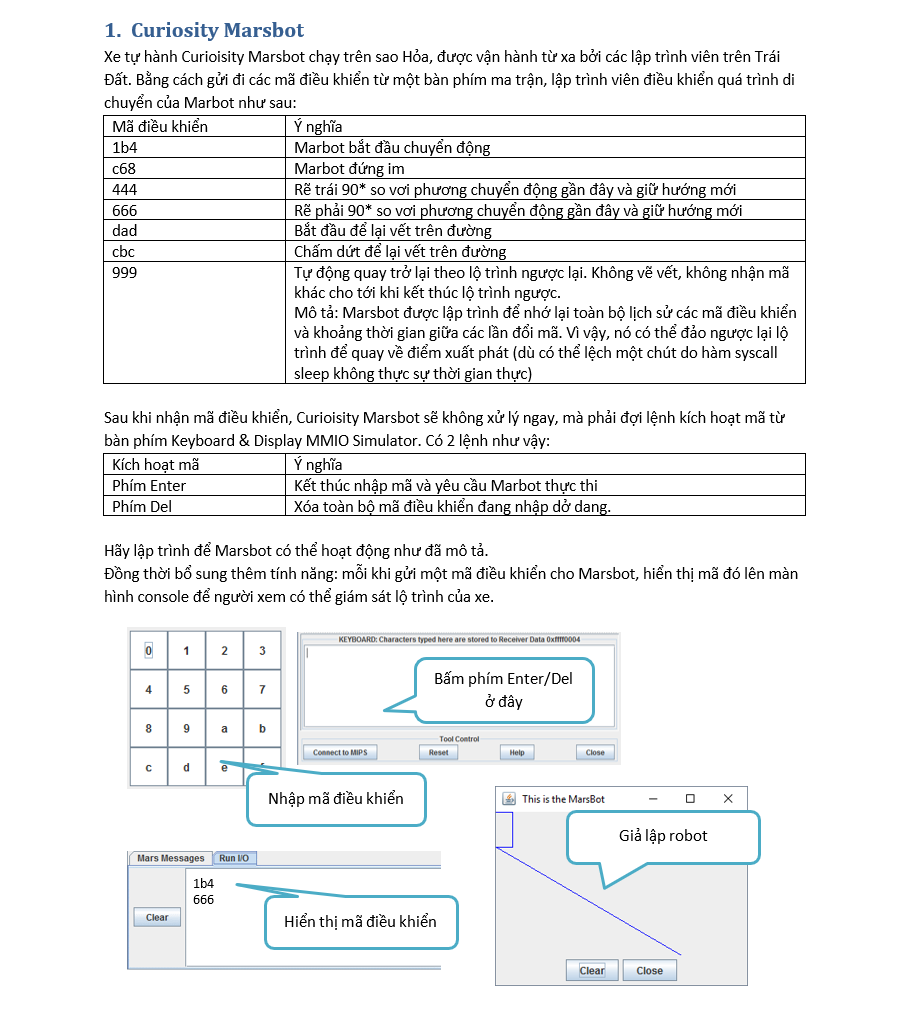 1. Curiosity Marsbot
Xe tự hành Curioisity Marsbot chạy trên sao Hỏa, được vận hành từ xa bởi các lập trình viên trên Trái
Đất. Bằng cách gửi đi các mã điều khiển từ một bàn phím ma trận, lập trình viên điều khiển quá trình di
chuyển của Marbot như sau:
Mã điều khiển Ý nghĩa
1b4 Marbot bắt đầu chuyển động
c68 Marbot đứng im
444 Rẽ trái 90* so vơi phương chuyển động gần đây và giữ hướng mới
666 Rẽ phải 90* so vơi phương chuyển động gần đây và giữ hướng mới
dad Bắt đầu để lại vết trên đường
cbc Chấm dứt để lại vết trên đường
999 Tự động quay trở lại theo lộ trình ngược lại. Không vẽ vết, không nhận mã
khác cho tới khi kết thúc lộ trình ngược.
Mô tả: Marsbot được lập trình để nhớ lại toàn bộ lịch sử các mã điều khiển
và khoảng thời gian giữa các lần đổi mã. Vì vậy, nó có thể đảo ngược lại lộ
trình để quay về điểm xuất phát (dù có thể lệch một chút do hàm syscall
sleep không thực sự thời gian thực)
Sau khi nhận mã điều khiển, Curioisity Marsbot sẽ không xử lý ngay, mà phải đợi lệnh kích hoạt mã từ
bàn phím Keyboard & Display MMIO Simulator. Có 2 lệnh như vậy:
Kích hoạt mã Ý nghĩa
Phím Enter Kết thúc nhập mã và yêu cầu Marbot thực thi
Phím Del Xóa toàn bộ mã điều khiển đang nhập dở dang.
Hãy lập trình để Marsbot có thể hoạt động như đã mô tả.
Đồng thời bổ sung thêm tính năng: mỗi khi gửi một mã điều khiển cho Marsbot, hiển thị mã đó lên màn
hình console để người xem có thể giám sát lộ trình của xe.
0 1 2 3
4 5 6 7
8 9 a b
c d e
KEYBOARD: Characters typed here are stored to Receiver Data 0xffff0004
Bấm phím Enter/Del
ở đây
Tool Control
Connect to MIPS Reset Help Close
Nhập mã điều khiển
This is the MarsBot
Giả lập robot
Clear Close
Mars Messages Run I/O
1b4
666
Clear
Hiển thị mã điều khiển